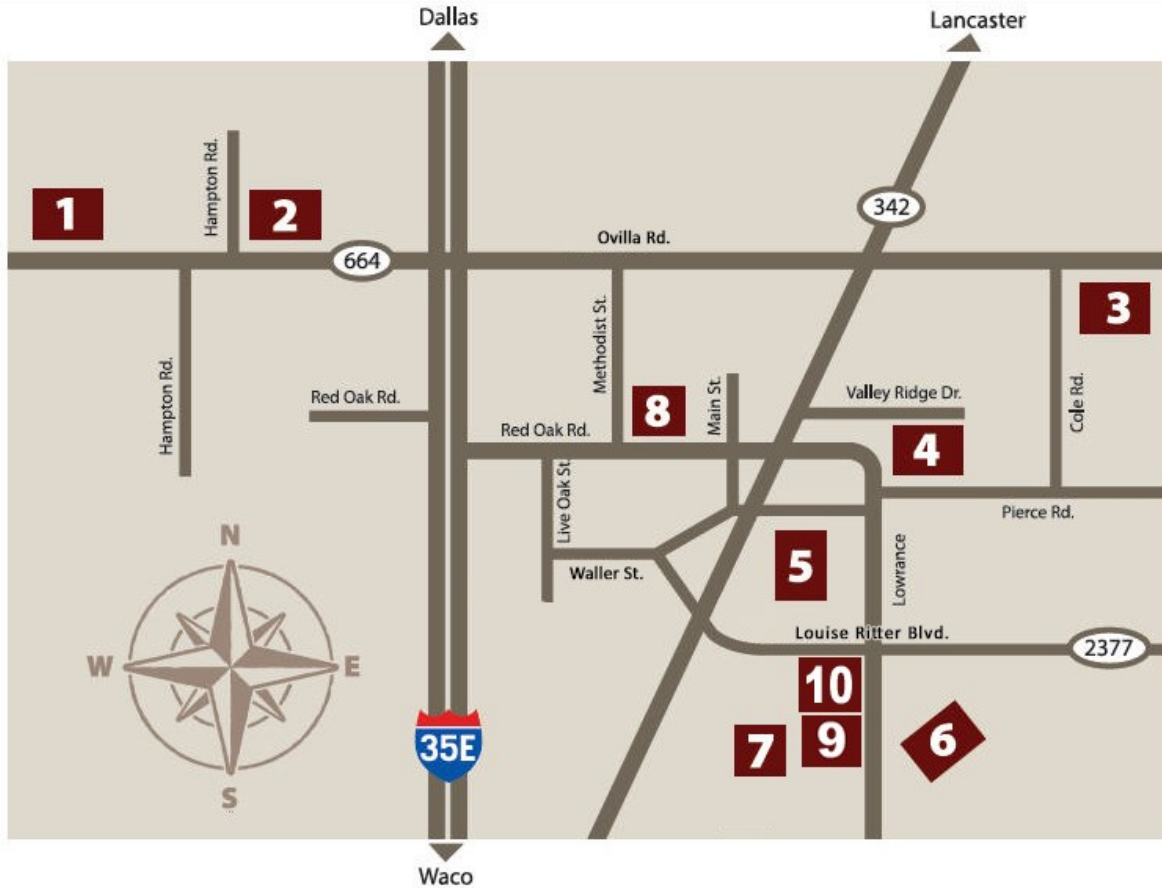 Dallas
Lancaster
Hampton Rd.
1
2
342
Ovilla Rd.
664
3
Methodist St.
Hampton Rd.
Red Oak Rd.
8
Main St.
Valley Ridge Dr.
Cole Rd.
Red Oak Rd.
4
Live Oak St.
Pierce Rd.
N
5
Waller St.
Lowrance
Louise Ritter Blvd.
2377
W
E
10
35E
7
9
6
S
Waco